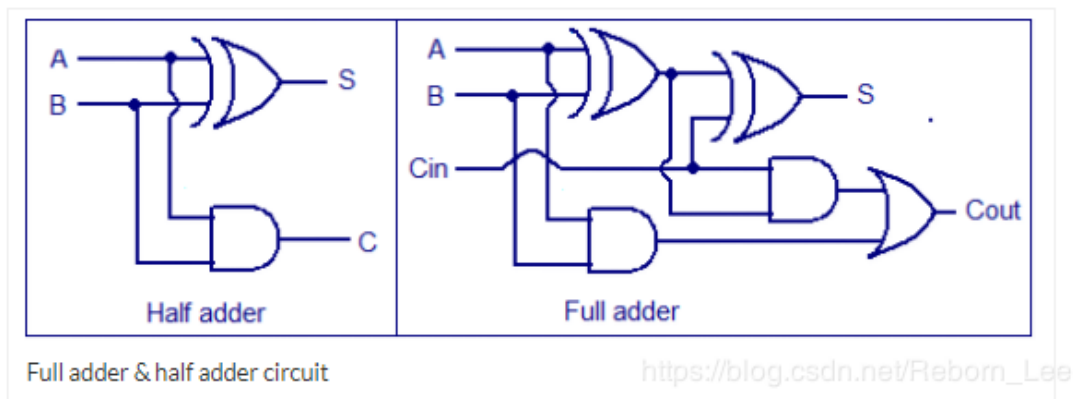 A
B
S
C
Half adder
A
B
Cin
S
Cout
Full adder
Full adder & half adder circuit
https://blog.csdn.net/Reborn_Lee